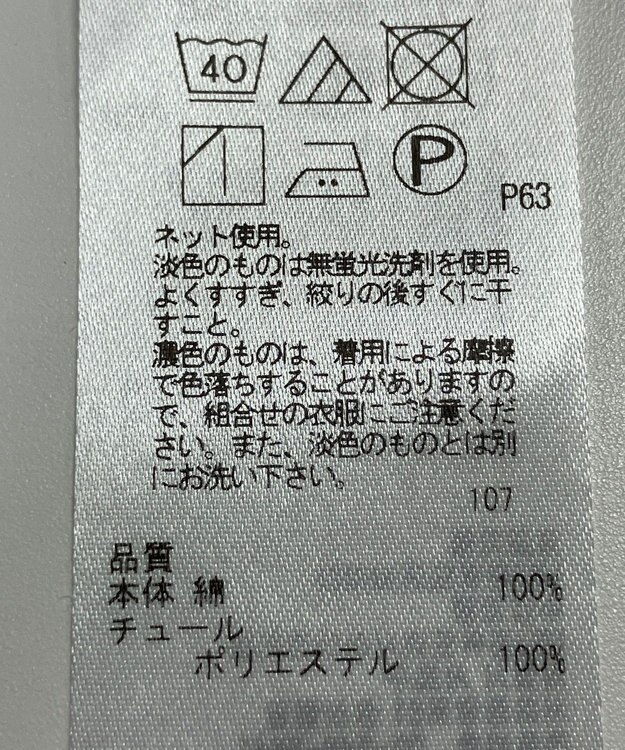 40
P
P63
ネット使用。
淡色のものは無蛍光洗剤を使用。
よくすすぎ、絞りの後すぐに干
すこと。
濃色のものは、着用による摩擦
で色落ちすることがありますの
で、組合せの衣服にご注意くだ
さい。また、淡色のものとは別
にお洗い下さい。
107
品質
本体 綿 100%
チュール
ポリエステル 100%